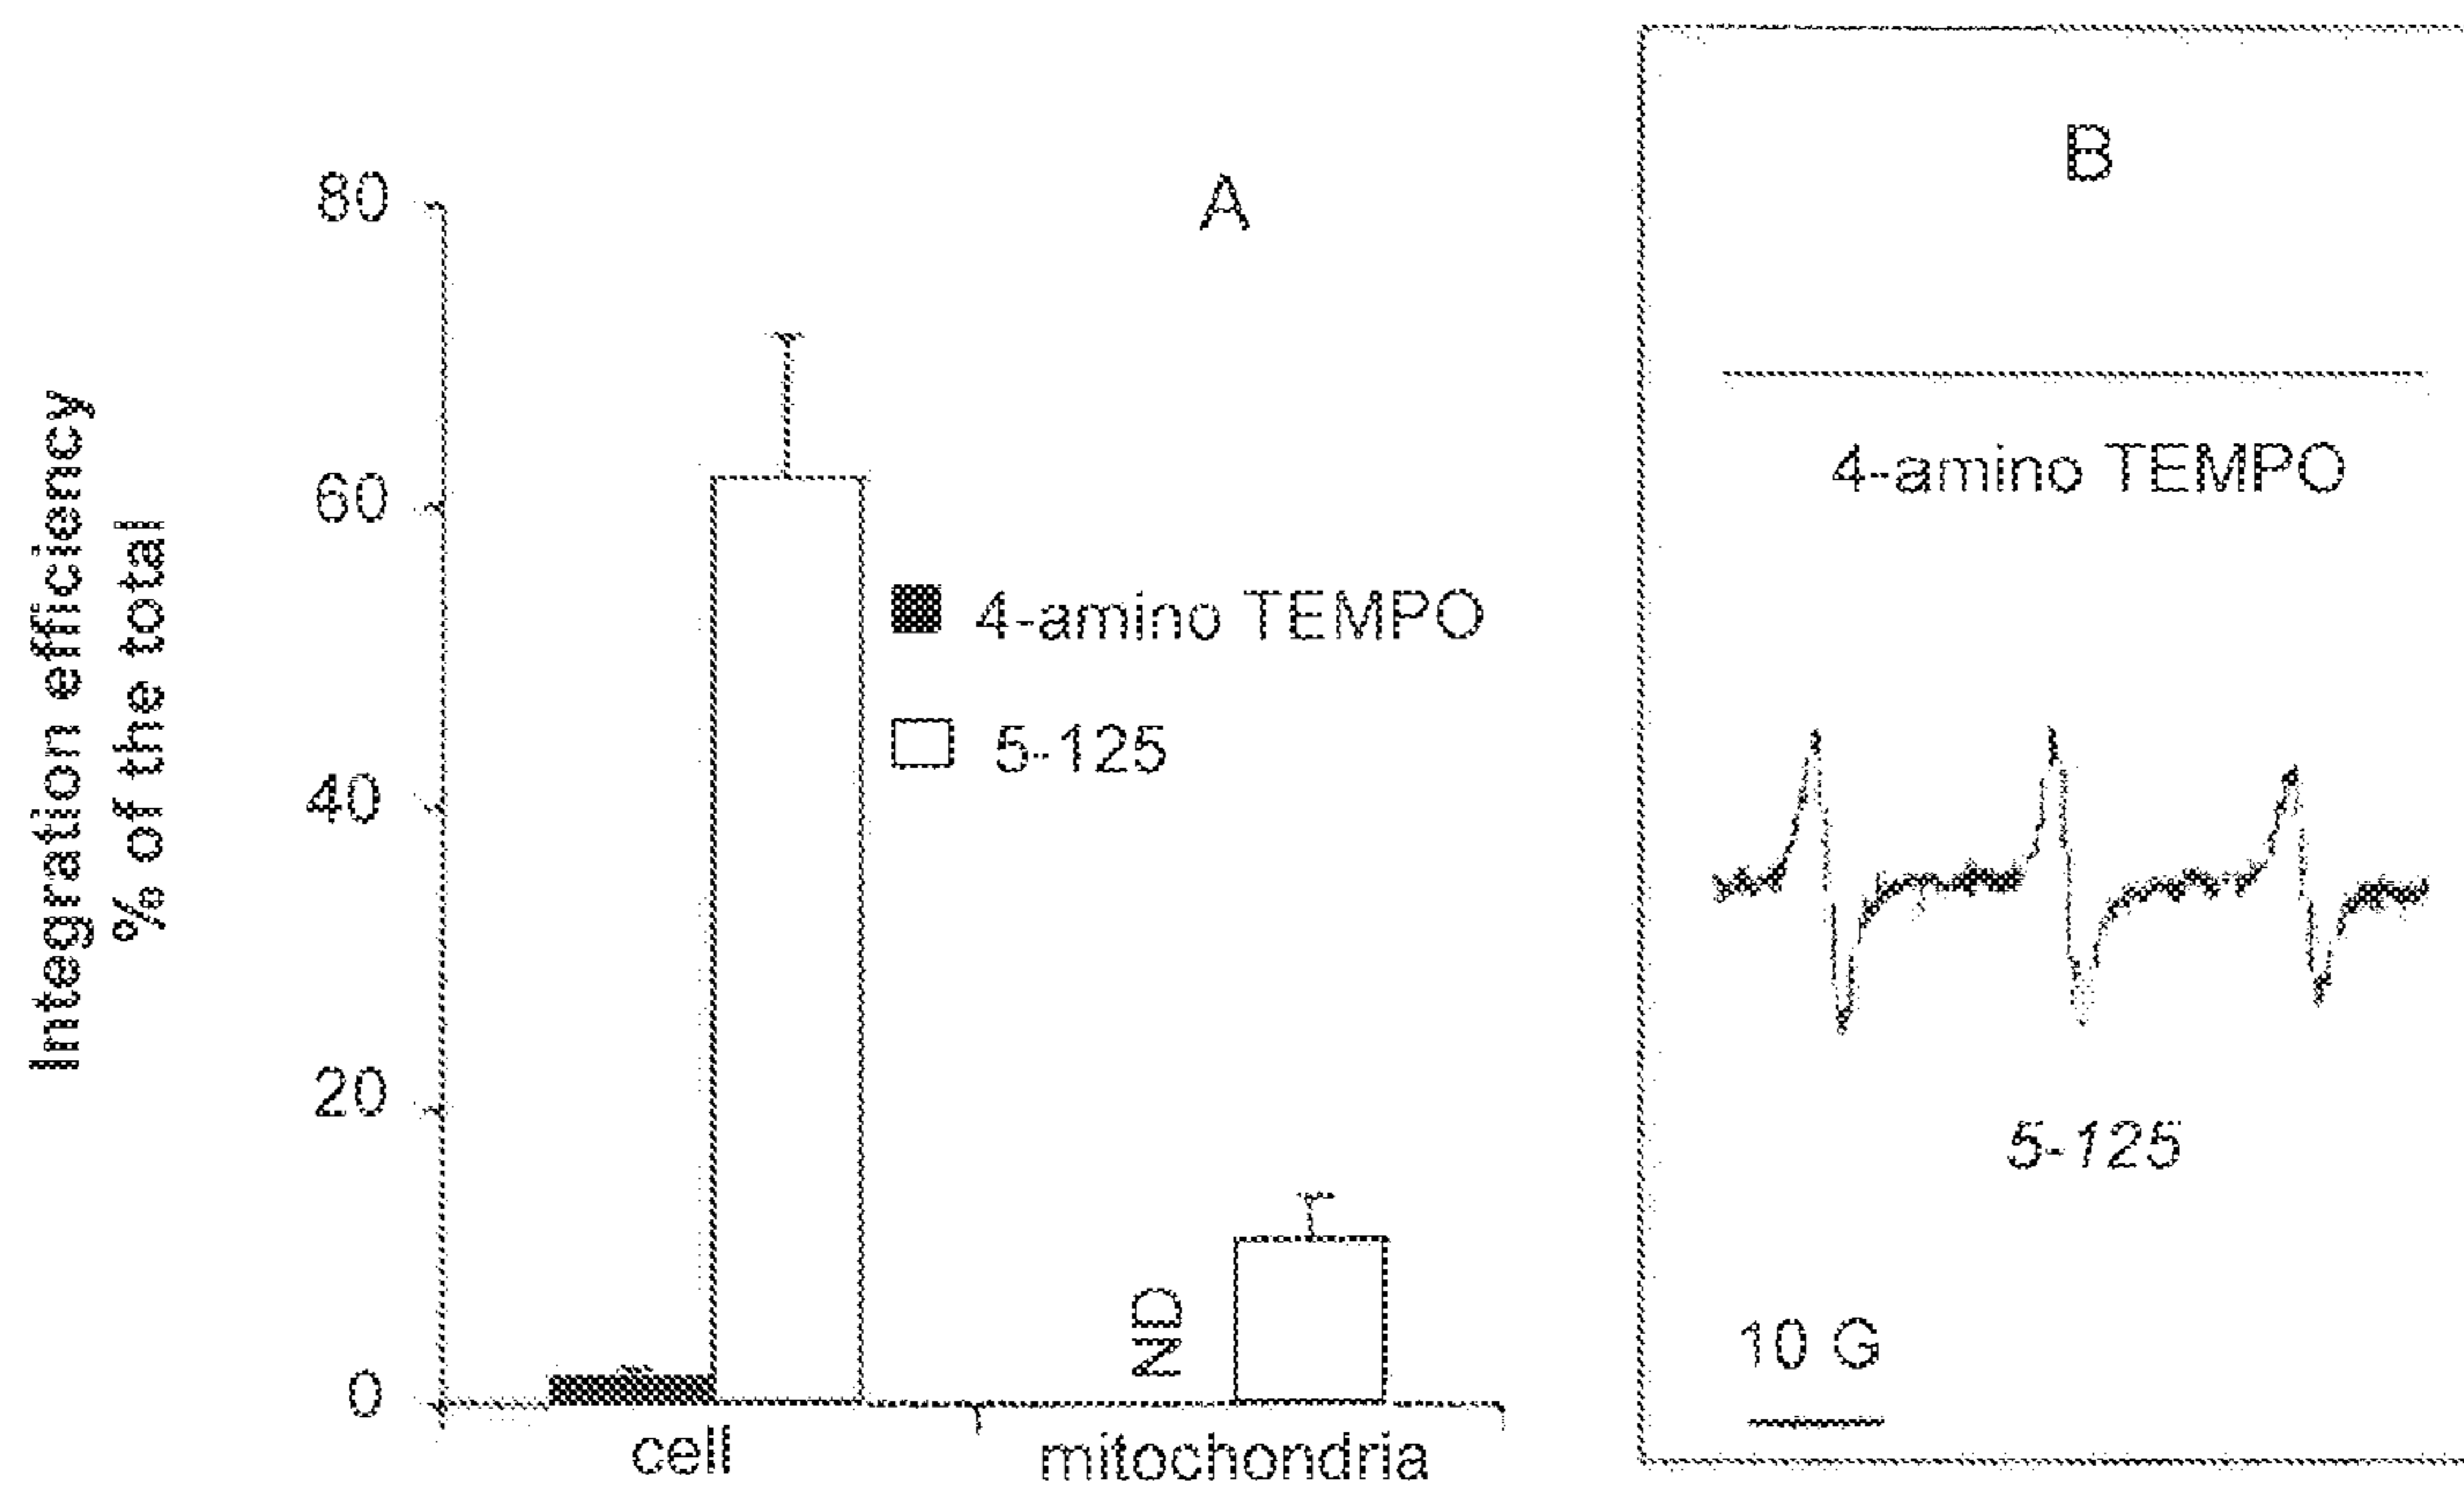 A
80
60
40
20
0
Integration efficiency
% of the total
4-amino TEMPO
5-125
ND
cell
mitochondria
B
4-amino TEMPO
5-125
10 G